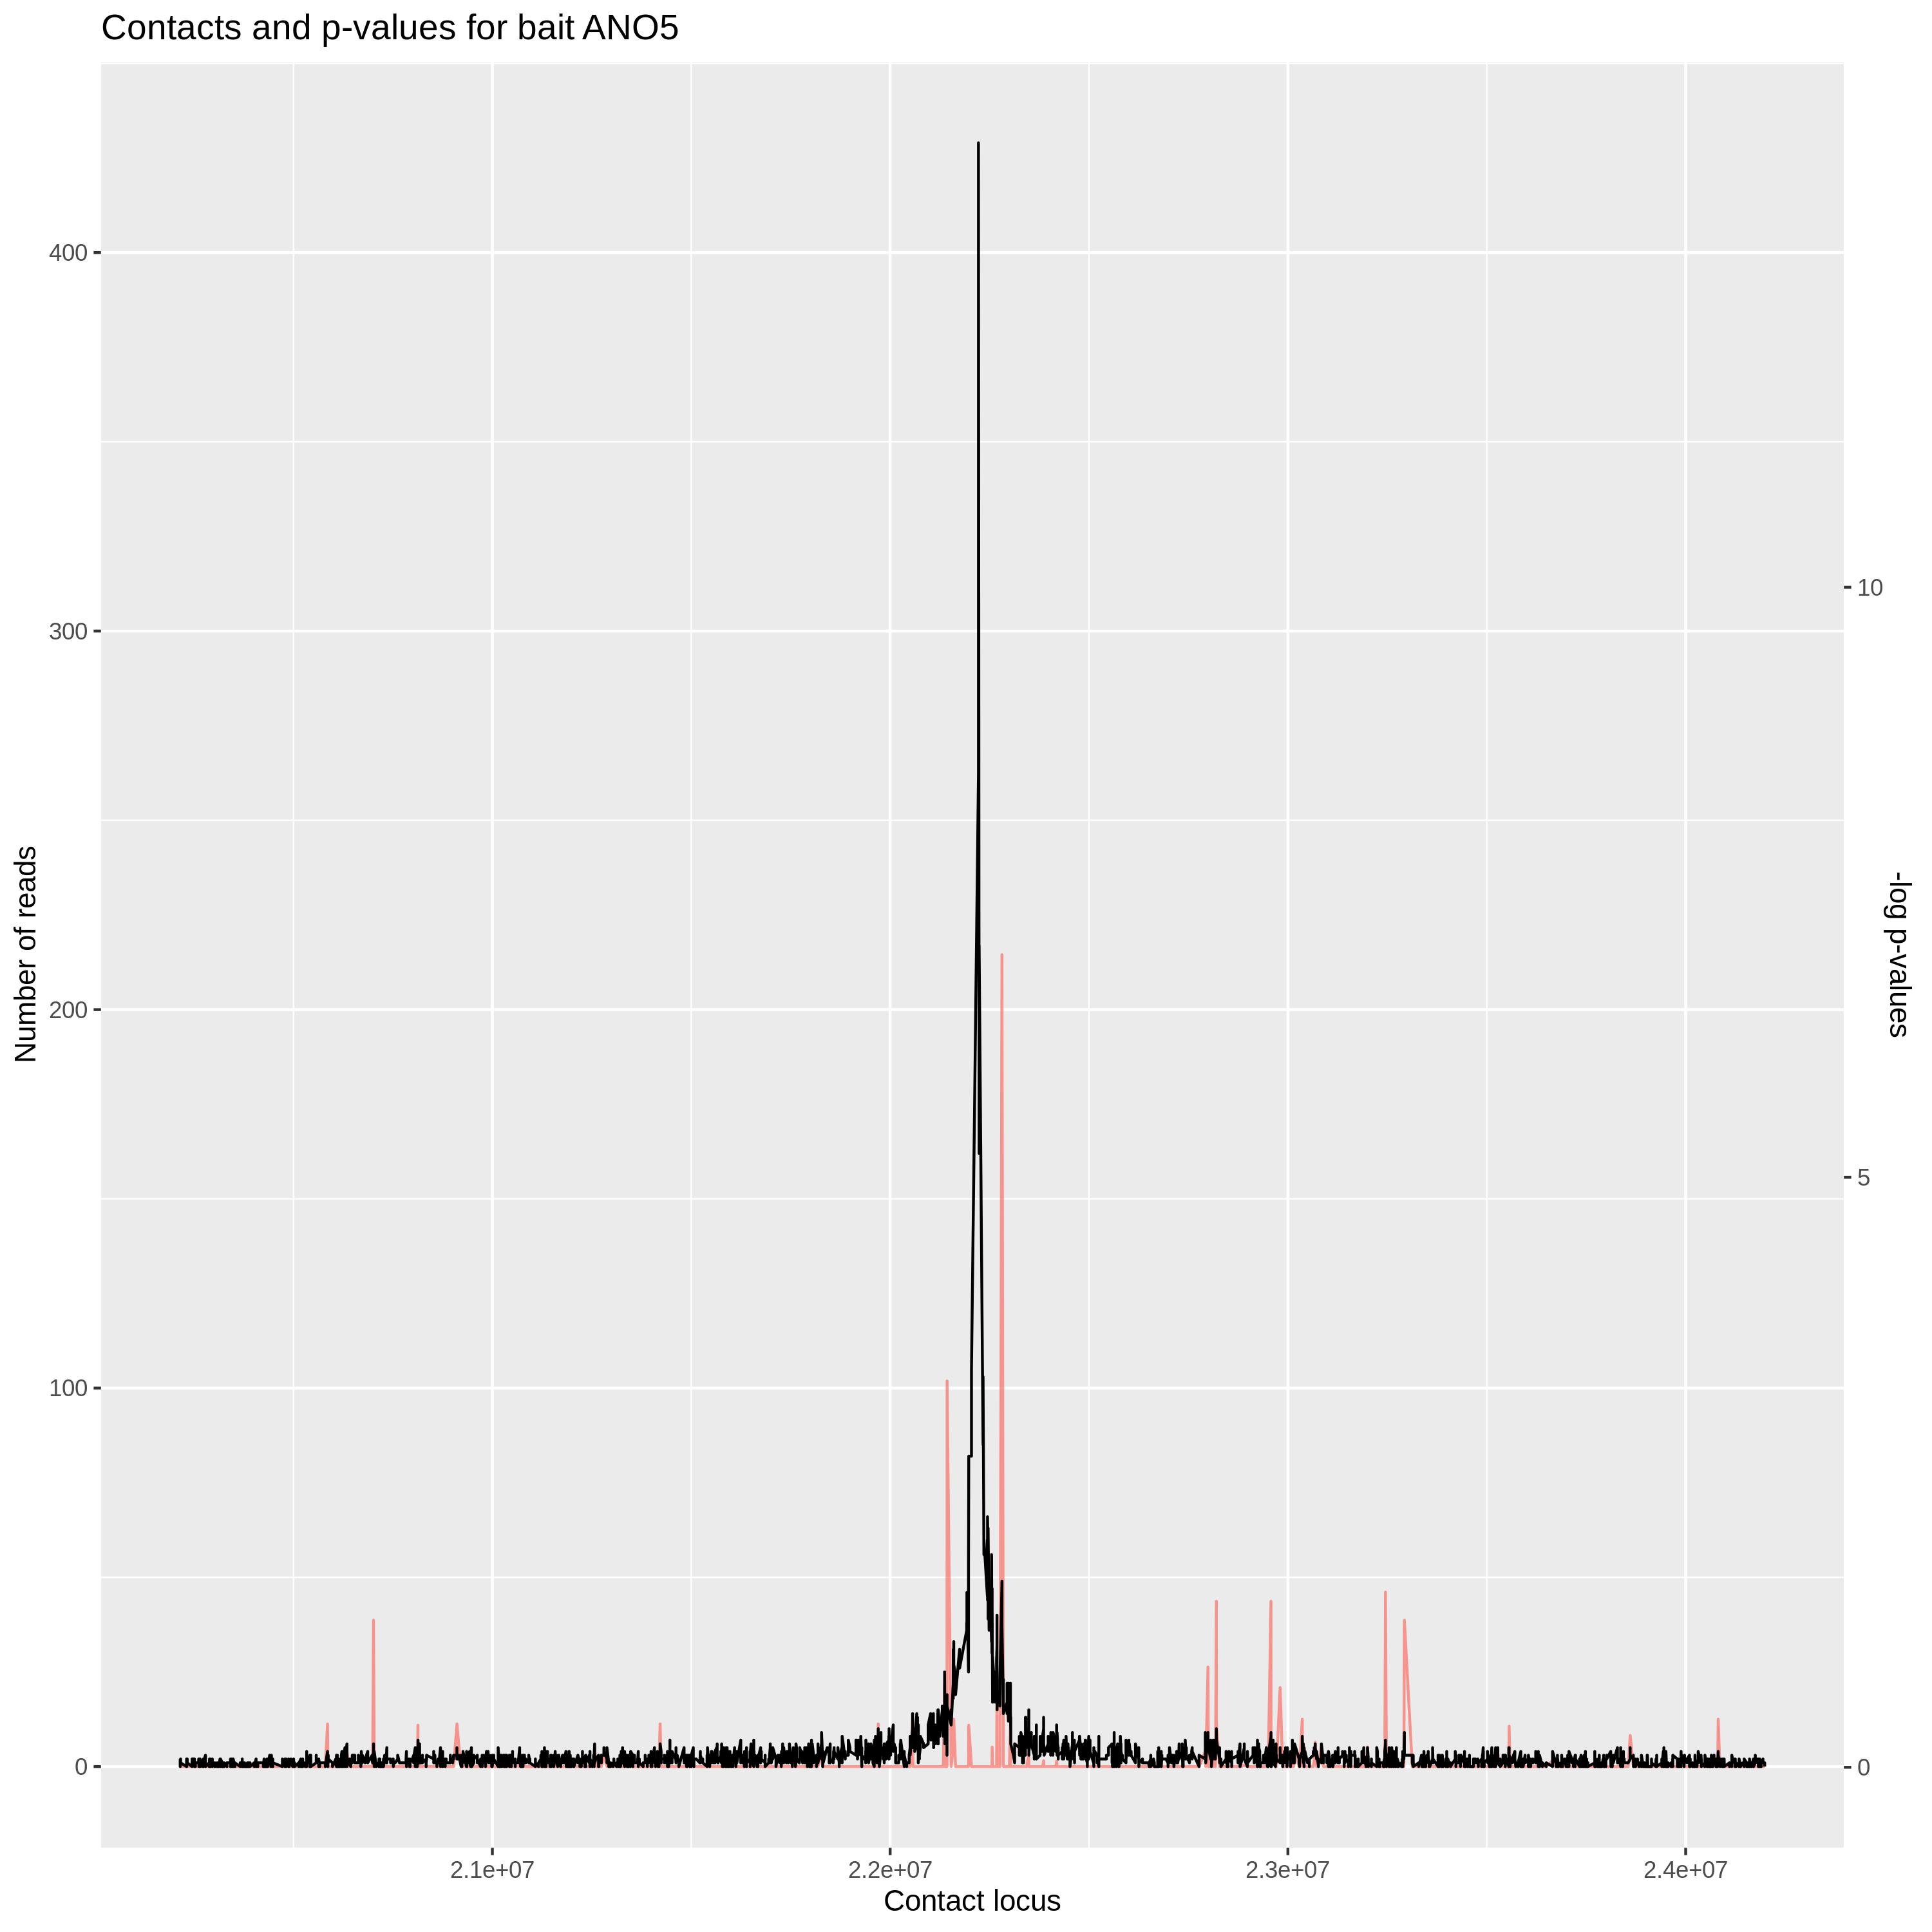 Contacts and p-values for bait ANO5
400
300
200
100
0
Number of reads
10
5
0
-log p-values
2.1e+07
2.2e+07
2.3e+07
2.4e+07
Contact locus